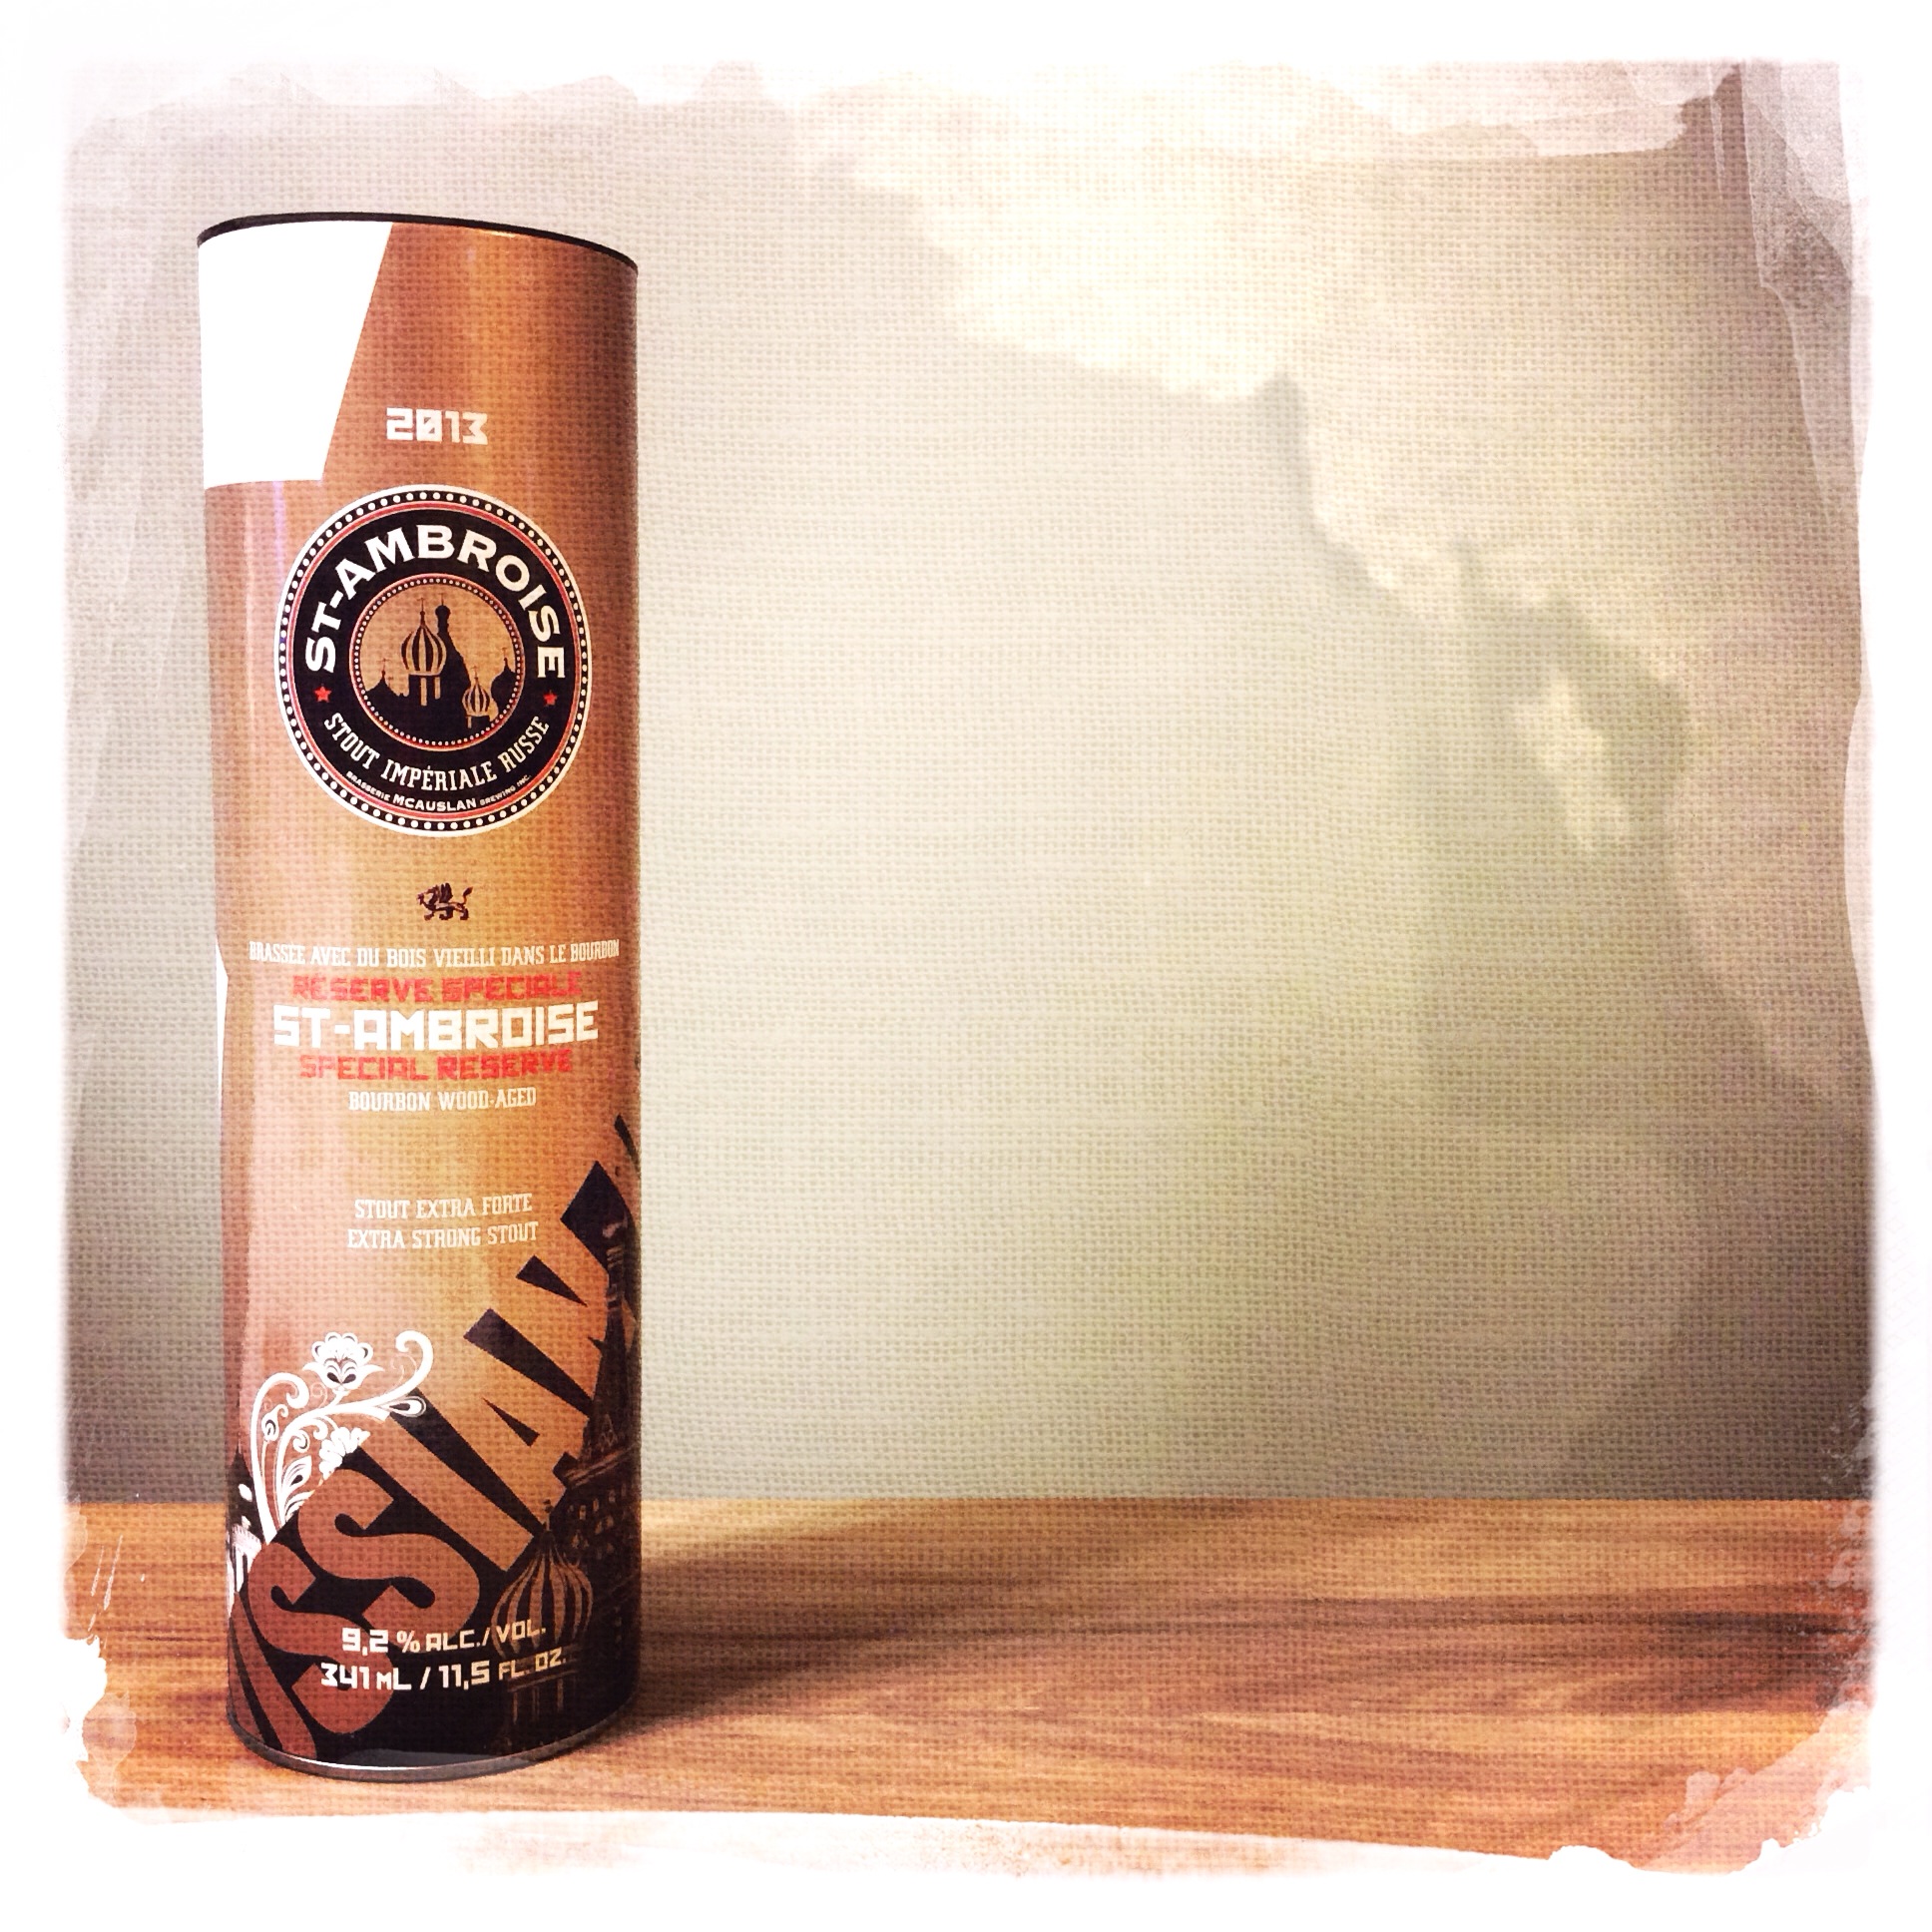 2013
ST-AMBROISE
STOUT IMPÉRIALE RUSSE
BRASSERIE MCAUSLAN BREWING INC.
BRASSÉE AVEC DU BOIS VIEILLI DANS LE BOURBON
RÉSERVE SPÉCIALE
ST-AMBROISE
SPECIAL RESERVE
BOURBON WOOD-AGED
STOUT EXTRA FORTE
EXTRA STRONG STOUT
SSIAN
9,2 % ALC./VOL.
341 mL / 11,5 FL. OZ.